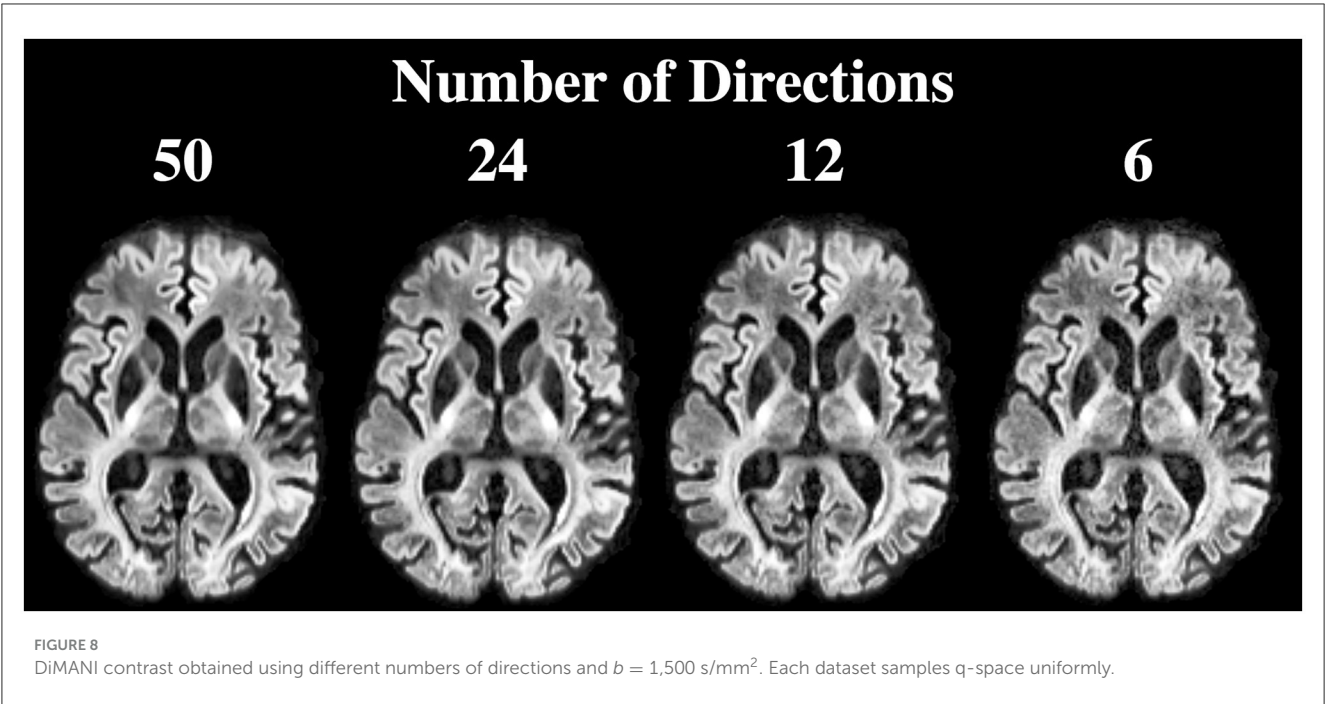 Number of Directions
50 24 12 6
FIGURE 8
DiMANI contrast obtained using different numbers of directions and b = 1,500 s/mm². Each dataset samples q-space uniformly.